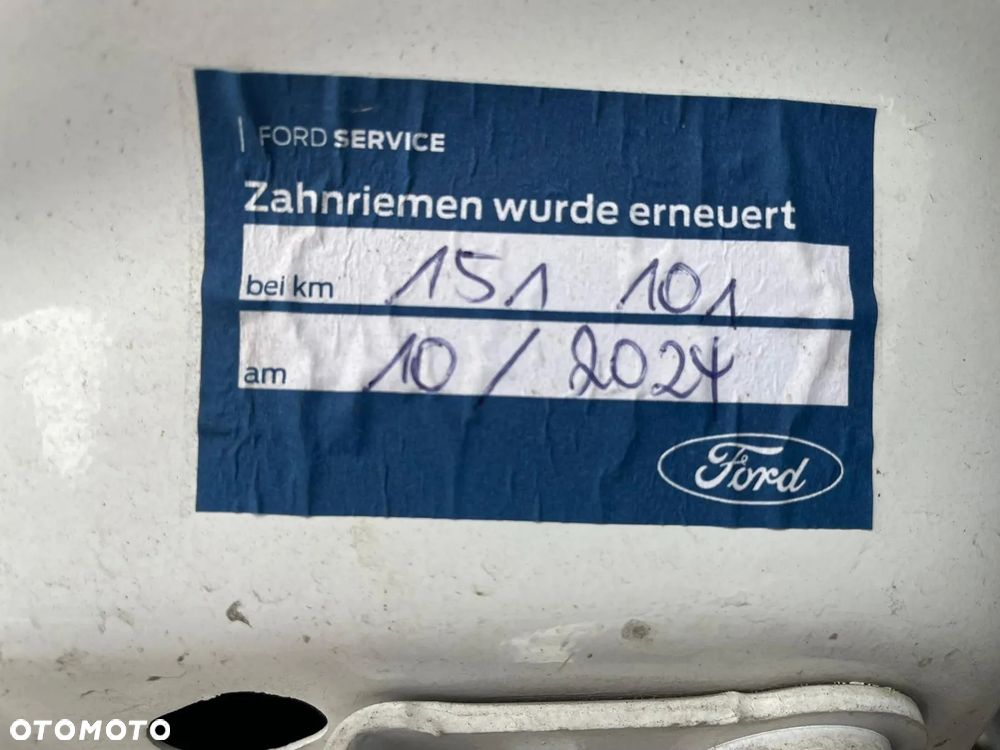 FORD SERVICE
Zahnriemen wurde erneuert
bei km 151 101
am 10/2024
Ford
OTOMOTO